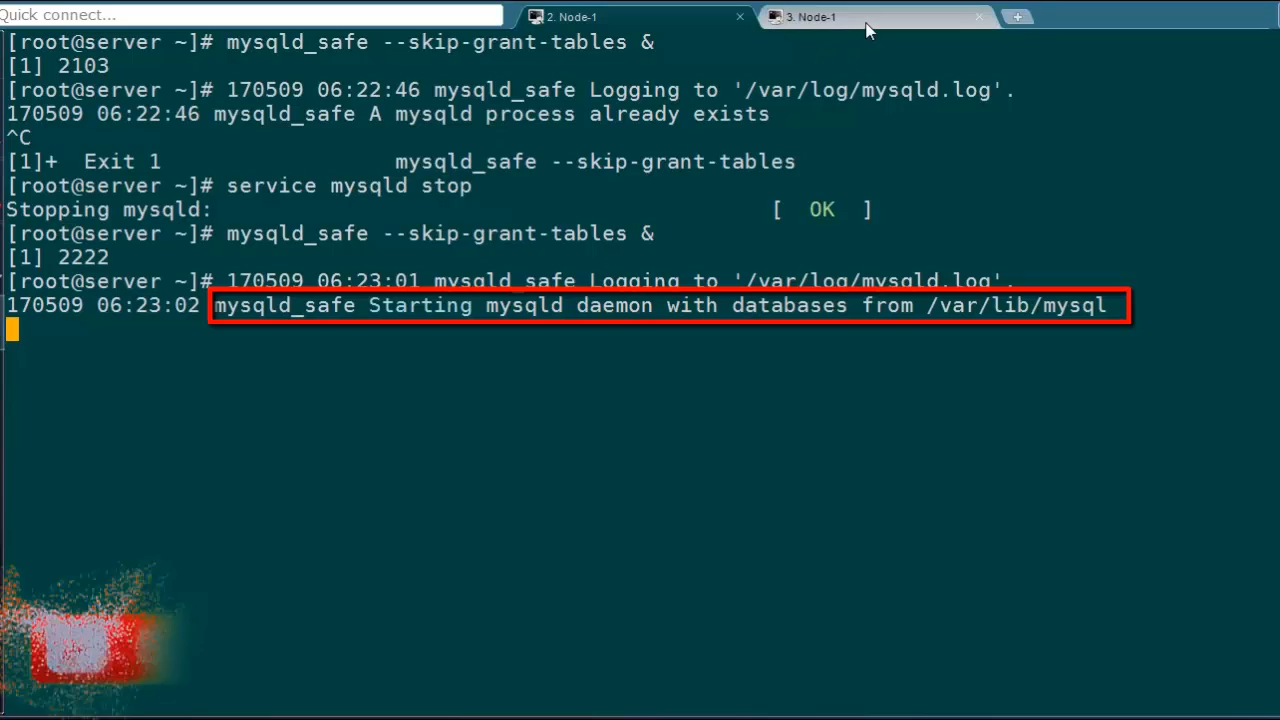 Quick connect...
2. Node-1
3. Node-1
[root@server ~]# mysqld_safe --skip-grant-tables &
[1] 2103
[root@server ~]# 170509 06:22:46 mysqld_safe Logging to '/var/log/mysqld.log'.
170509 06:22:46 mysqld_safe A mysqld process already exists
^C
[1]+  Exit 1                  mysqld_safe --skip-grant-tables
[root@server ~]# service mysqld stop
Stopping mysqld:                                           [  OK  ]
[root@server ~]# mysqld_safe --skip-grant-tables &
[1] 2222
[root@server ~]# 170509 06:23:01 mysqld_safe Logging to '/var/log/mysqld.log'.
170509 06:23:02 mysqld_safe Starting mysqld daemon with databases from /var/lib/mysql